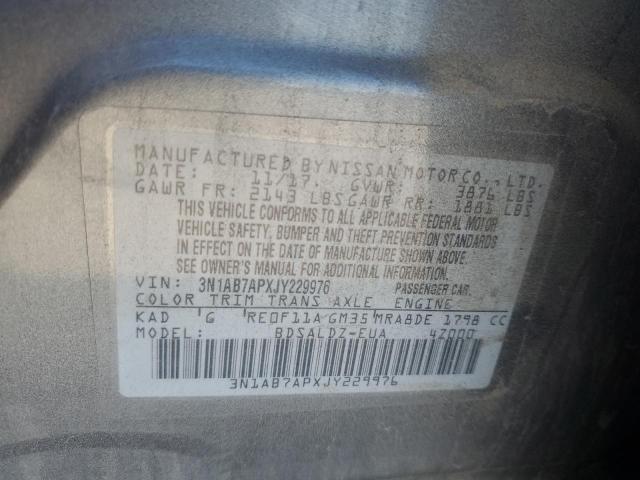 MANUFACTURED BY NISSAN MOTOR CO., LTD.
DATE: 11/17. GVWR: 3876 LBS
GAWR FR: 2143 LBS GAWR RR: 1881 LBS
THIS VEHICLE CONFORMS TO ALL APPLICABLE FEDERAL MOTOR
VEHICLE SAFETY, BUMPER AND THEFT PREVENTION STANDARDS
IN EFFECT ON THE DATE OF MANUFACTURE SHOWN ABOVE.
SEE OWNER'S MANUAL FOR ADDITIONAL INFORMATION.
VIN: 3N1AB7APXJY229976 PASSENGER CAR.
COLOR TRIM TRANS AXLE ENGINE
KAD G RE0F11A GM35 MRA8DE 1798 CC
MODEL: BDSALDZ-EUA 4Z000
3N1AB7APXJY229976